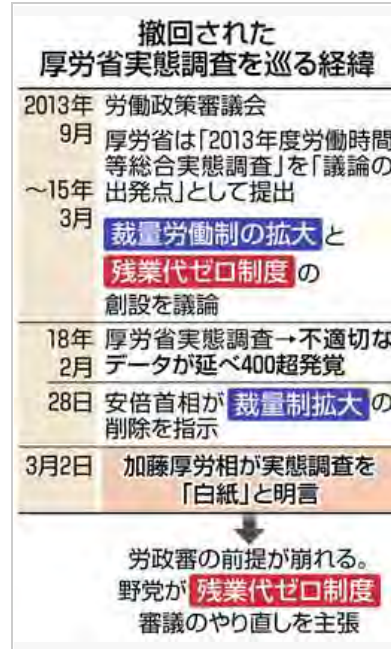 撤回された
厚労省実態調査を巡る経緯
2013年 労働政策審議会
9月 厚労省は「2013年度労働時間
等総合実態調査」を「議論の
～15年 出発点」として提出
3月
裁量労働制の拡大 と
残業代ゼロ制度 の
創設を議論
18年 厚労省実態調査→不適切な
2月 データが延べ400超発覚
28日 安倍首相が 裁量制拡大 の
削除を指示
3月2日 加藤厚労相が実態調査を
「白紙」と明言
労政審の前提が崩れる。
野党が 残業代ゼロ制度
審議のやり直しを主張